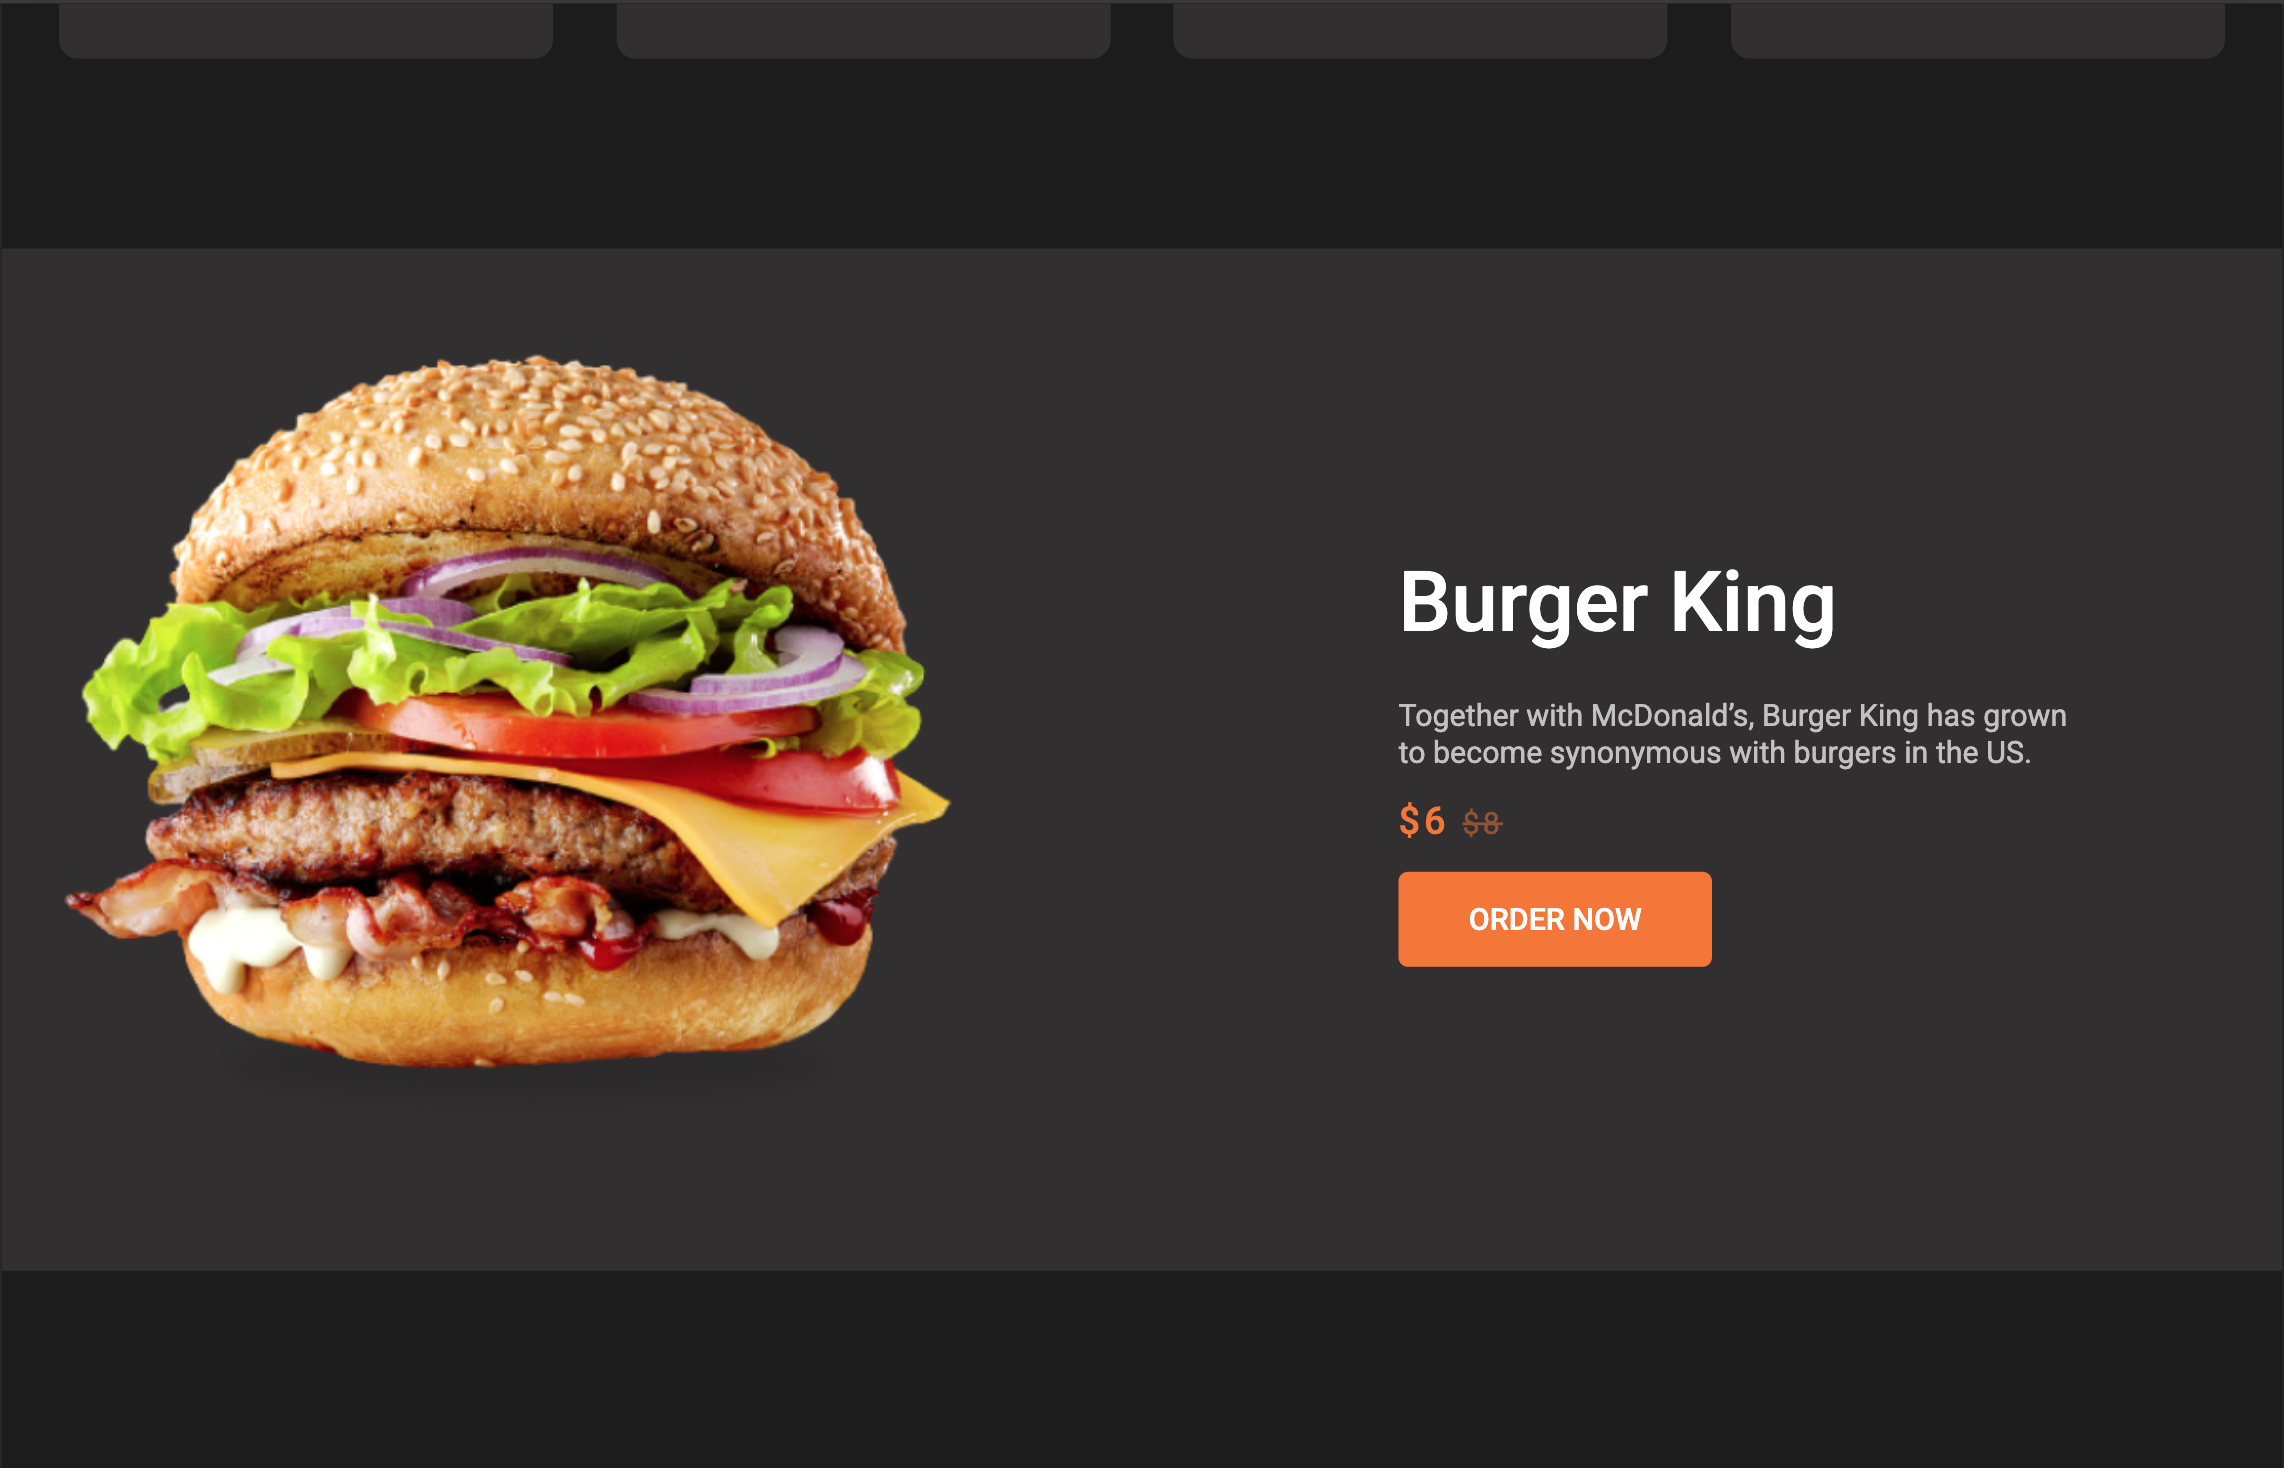 Burger King
Together with McDonald’s, Burger King has grown
to become synonymous with burgers in the US.
$6 $8
ORDER NOW